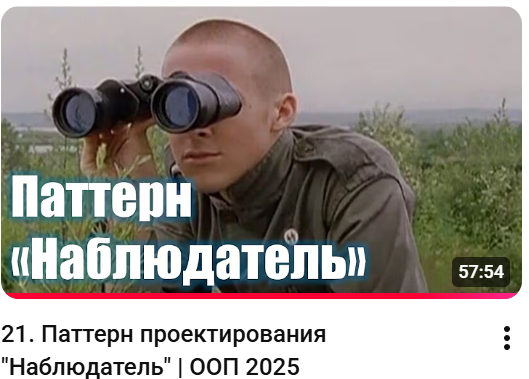 Паттерн
«Наблюдатель»
57:54
21. Паттерн проектирования
"Наблюдатель" | ООП 2025